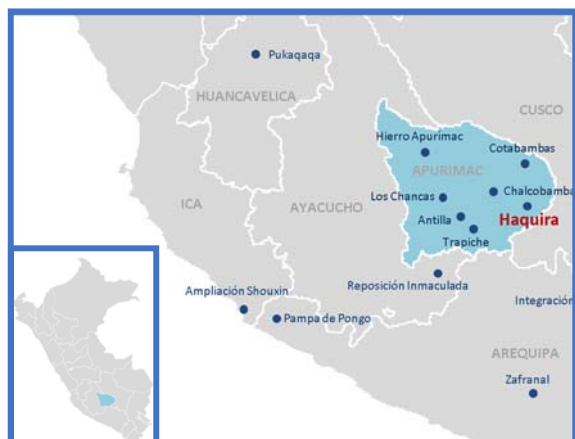 Pukaqaqa
HUANCAVELICA
CUSCO
Hierro Apurimac
Cotabambas
APURIMAC
Los Chancas
Chalcobamba
ICA
AYACUCHO
Antilla
Haquira
Trapiche
Reposición Inmaculada
Ampliación Shouxin
Integración
Pampa de Pongo
AREQUIPA
Zafranal